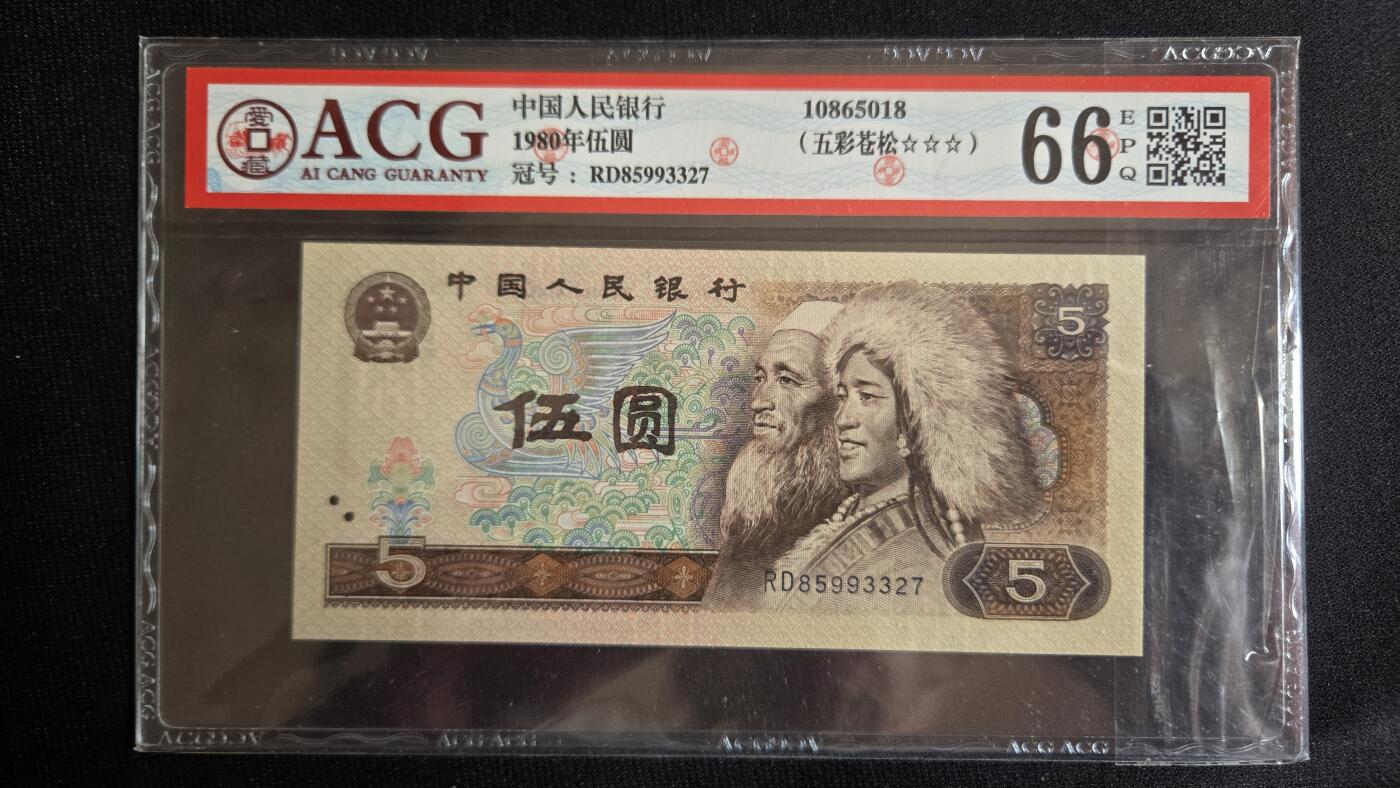 ACG
AI CANG GUARANTY
中国人民银行
1980年伍圆
冠号：RD85993327
10865018
（五彩苍松☆☆☆）
66
EPQ
中国人民银行
5
伍圆
5
RD85993327
5